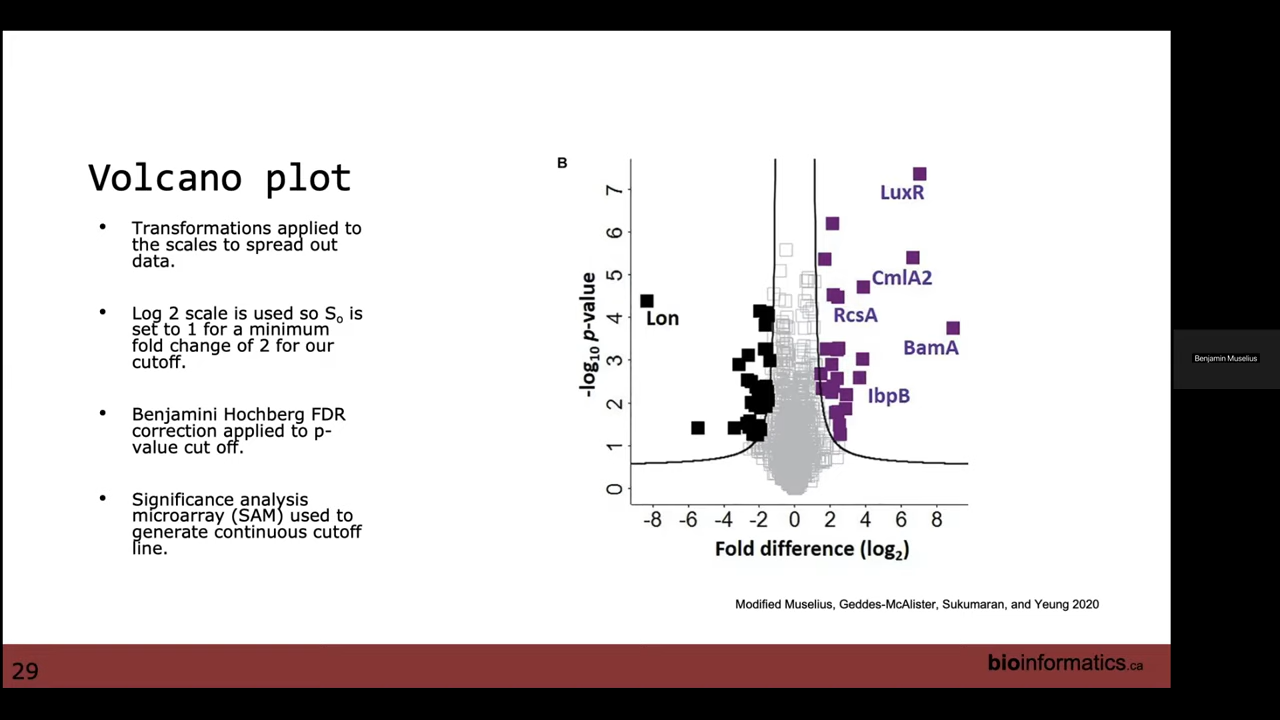 Volcano plot
• Transformations applied to
the scales to spread out
data.
• Log 2 scale is used so So is
set to 1 for a minimum
fold change of 2 for our
cutoff.
• Benjamini Hochberg FDR
correction applied to p-
value cut off.
• Significance analysis
microarray (SAM) used to
generate continuous cutoff
line.
B
-log10 p-value
7
6
5
4
3
2
1
0
LuxR
CmlA2
Lon
RcsA
BamA
IbpB
-8 -6 -4 -2 0 2 4 6 8
Fold difference (log2)
Modified Muselius, Geddes-McAlister, Sukumaran, and Yeung 2020
29
bioinformatics.ca
Benjamin Muselius